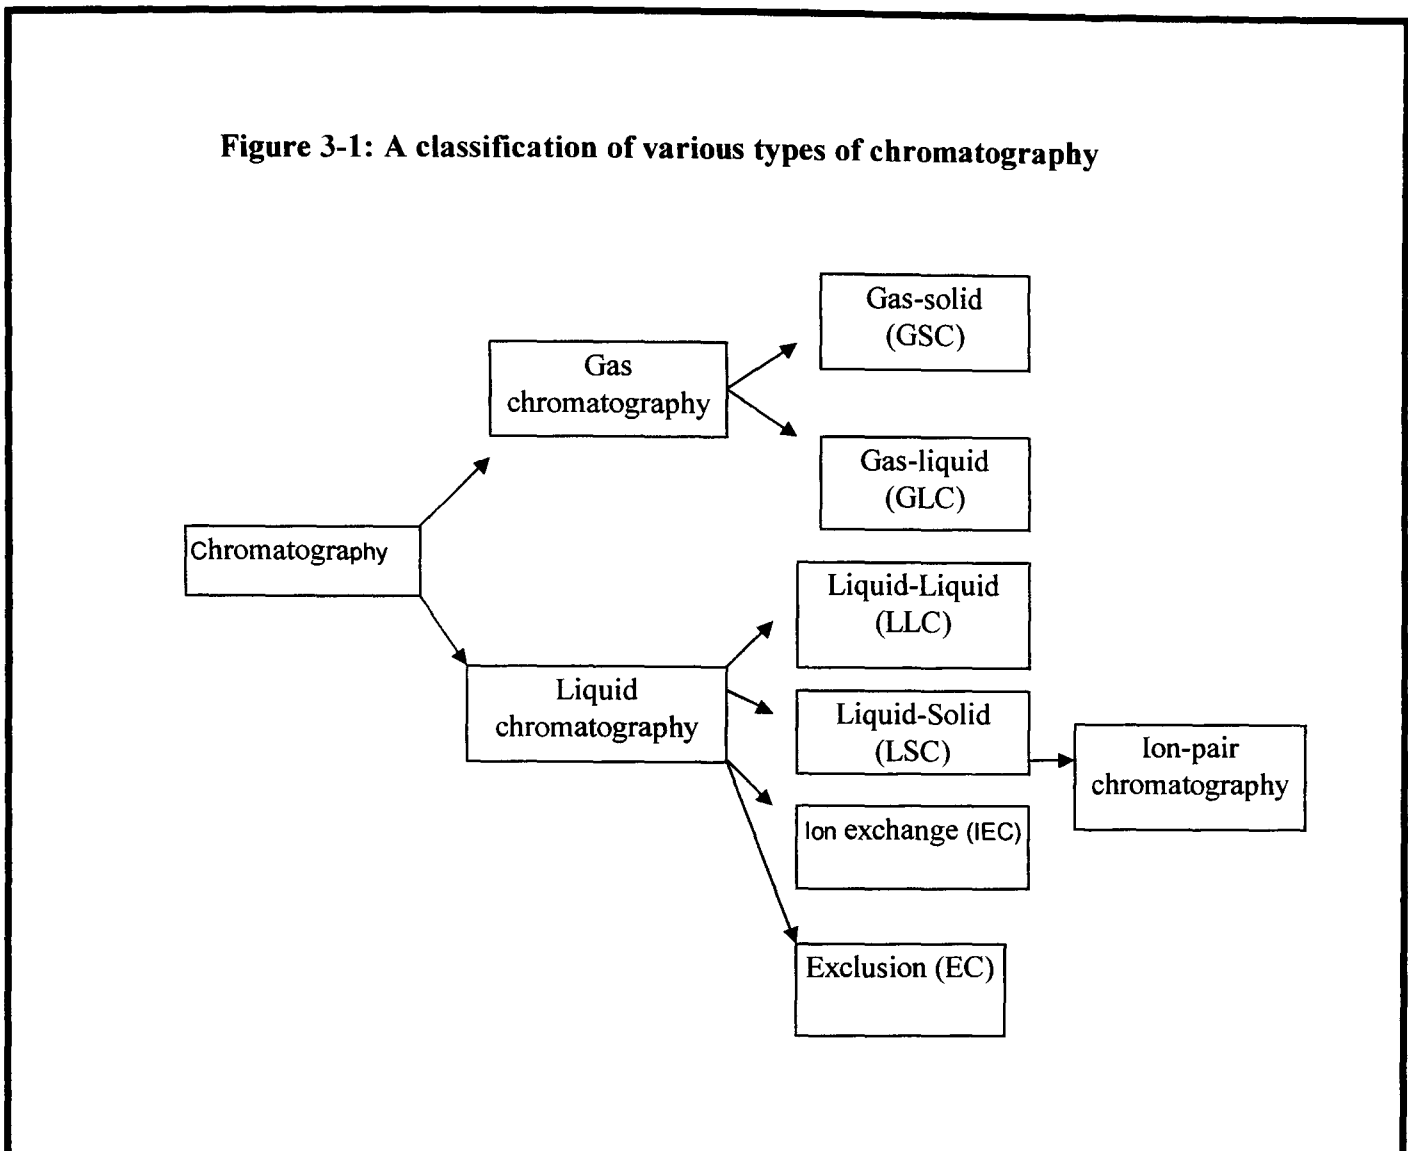 Figure 3-1: A classification of various types of chromatography
Gas-solid
(GSC)
Gas
chromatography
Gas-liquid
(GLC)
Chromatography
Liquid-Liquid
(LLC)
Liquid
chromatography
Liquid-Solid
(LSC)
Ion-pair
chromatography
Ion exchange (IEC)
Exclusion (EC)